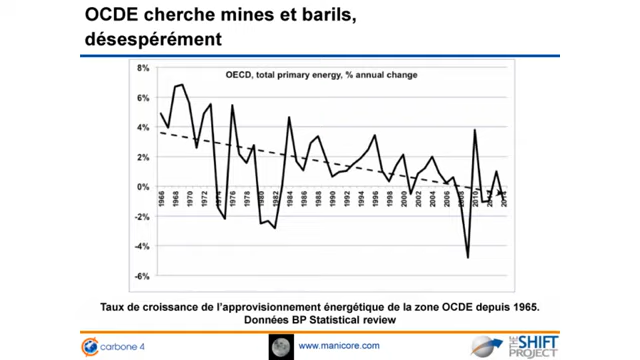 OCDE cherche mines et barils,
désespérément
OECD, total primary energy, % annual change
8%
6%
4%
2%
0%
-2%
-4%
-6%
1966 1968 1970 1972 1974 1976 1978 1980 1982 1984 1986 1988 1990 1992 1994 1996 1998 2000 2002 2004 2006 2008 2010 2012 2014
Taux de croissance de l'approvisionnement énergétique de la zone OCDE depuis 1965.
Données BP Statistical review
carbone 4
www.manicore.com
THE SHIFT
PROJECT